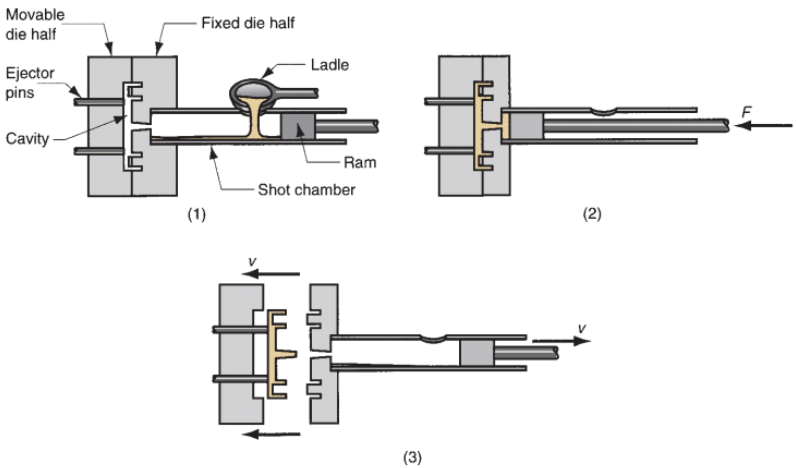 Movable
die half
Fixed die half
Ladle
Ejector
pins
Cavity
Ram
Shot chamber
(1)
F
(2)
v
v
(3)